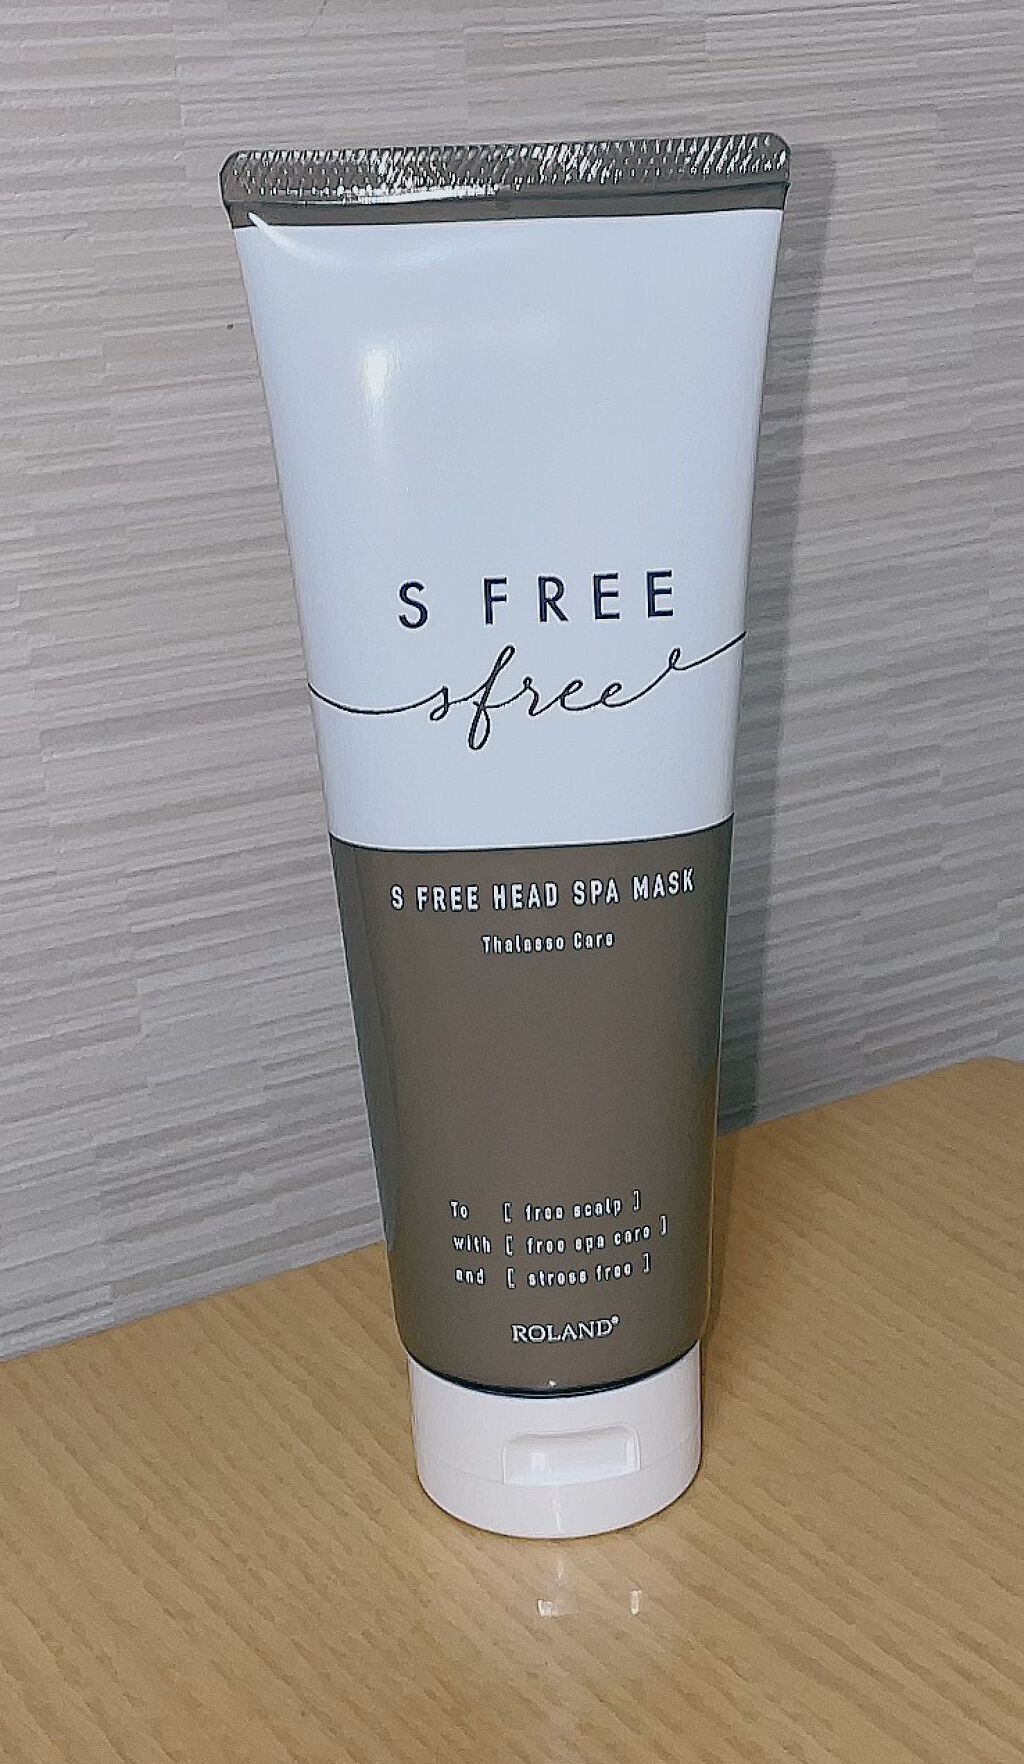 S FREE
sfree
S FREE HEAD SPA MASK
Thalasso Care
To [ free scalp ]
with [ free spa care ]
and [ stress free ]
ROLAND®